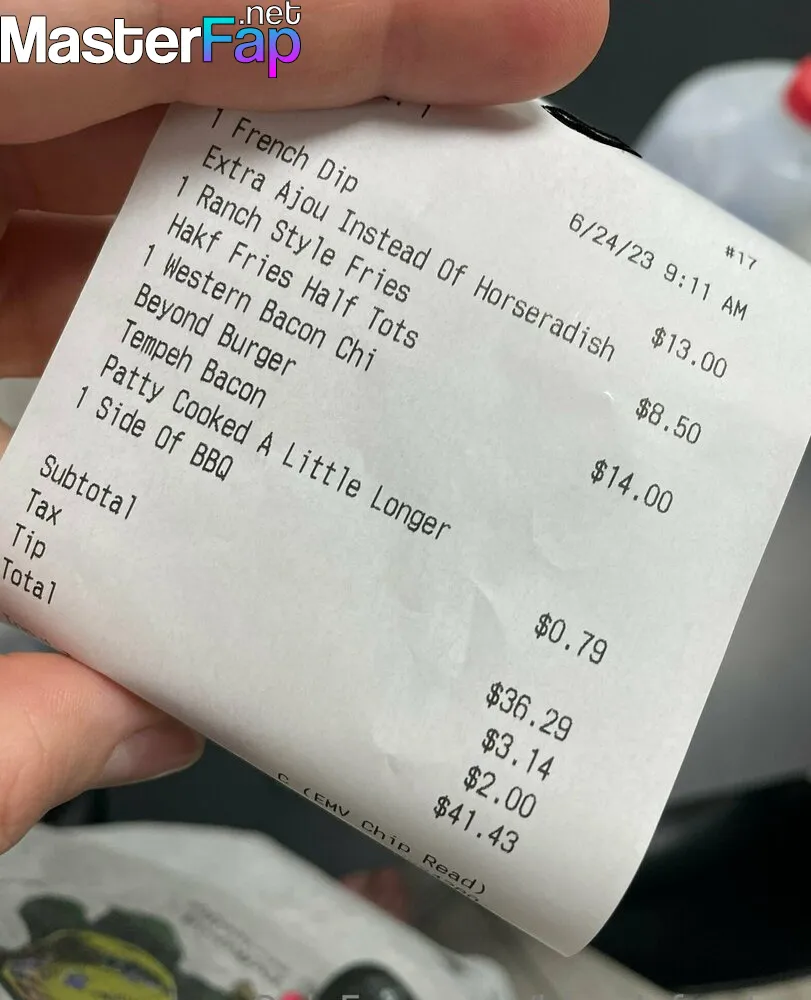 MasterFap.net
#17
6/24/23 9:11 AM
1 French Dip $13.00
Extra Ajou Instead Of Horseradish
1 Ranch Style Fries $8.50
Hakf Fries Half Tots
1 Western Bacon Chi $14.00
Beyond Burger
Tempeh Bacon
Patty Cooked A Little Longer
1 Side Of BBQ $0.79
Subtotal $36.29
Tax $3.14
Tip $2.00
Total $41.43
C (EMV Chip Read)